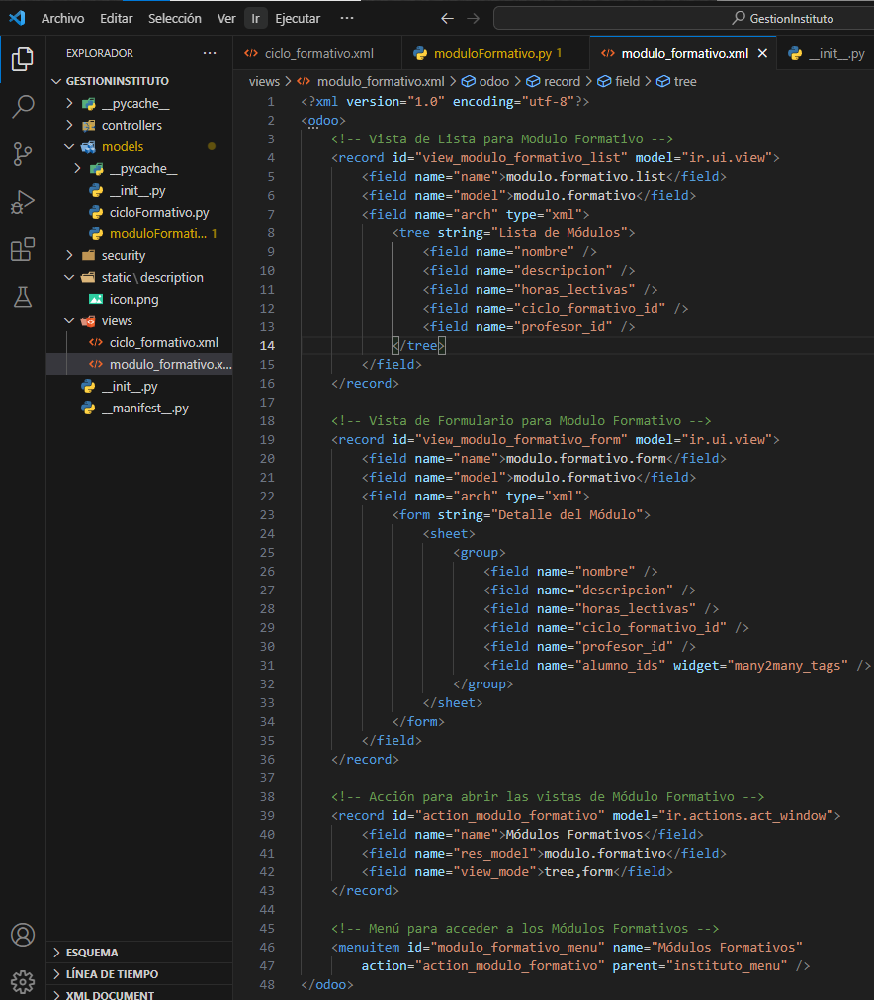 Archivo Editar Selección Ver Ir Ejecutar ··· GestionInstituto
EXPLORADOR ···
GESTIONINSTITUTO
__pycache__
controllers
models
__pycache__
__init__.py
cicloFormativo.py
moduloFormati... 1
security
static\description
icon.png
views
ciclo_formativo.xml
modulo_formativo.x...
__init__.py
__manifest__.py
ESQUEMA
LÍNEA DE TIEMPO
XML DOCUMENT
ciclo_formativo.xml moduloFormativo.py 1 modulo_formativo.xml __init__.py
views > modulo_formativo.xml > odoo > record > field > tree
1 <?xml version="1.0" encoding="utf-8"?>
2 <odoo>
3 <!-- Vista de Lista para Modulo Formativo -->
4 <record id="view_modulo_formativo_list" model="ir.ui.view">
5 <field name="name">modulo.formativo.list</field>
6 <field name="model">modulo.formativo</field>
7 <field name="arch" type="xml">
8 <tree string="Lista de Módulos">
9 <field name="nombre" />
10 <field name="descripcion" />
11 <field name="horas_lectivas" />
12 <field name="ciclo_formativo_id" />
13 <field name="profesor_id" />
14 </tree>
15 </field>
16 </record>
17
18 <!-- Vista de Formulario para Modulo Formativo -->
19 <record id="view_modulo_formativo_form" model="ir.ui.view">
20 <field name="name">modulo.formativo.form</field>
21 <field name="model">modulo.formativo</field>
22 <field name="arch" type="xml">
23 <form string="Detalle del Módulo">
24 <sheet>
25 <group>
26 <field name="nombre" />
27 <field name="descripcion" />
28 <field name="horas_lectivas" />
29 <field name="ciclo_formativo_id" />
30 <field name="profesor_id" />
31 <field name="alumno_ids" widget="many2many_tags" />
32 </group>
33 </sheet>
34 </form>
35 </field>
36 </record>
37
38 <!-- Acción para abrir las vistas de Módulo Formativo -->
39 <record id="action_modulo_formativo" model="ir.actions.act_window">
40 <field name="name">Módulos Formativos</field>
41 <field name="res_model">modulo.formativo</field>
42 <field name="view_mode">tree,form</field>
43 </record>
44
45 <!-- Menú para acceder a los Módulos Formativos -->
46 <menuitem id="modulo_formativo_menu" name="Módulos Formativos"
47 action="action_modulo_formativo" parent="instituto_menu" />
48 </odoo>